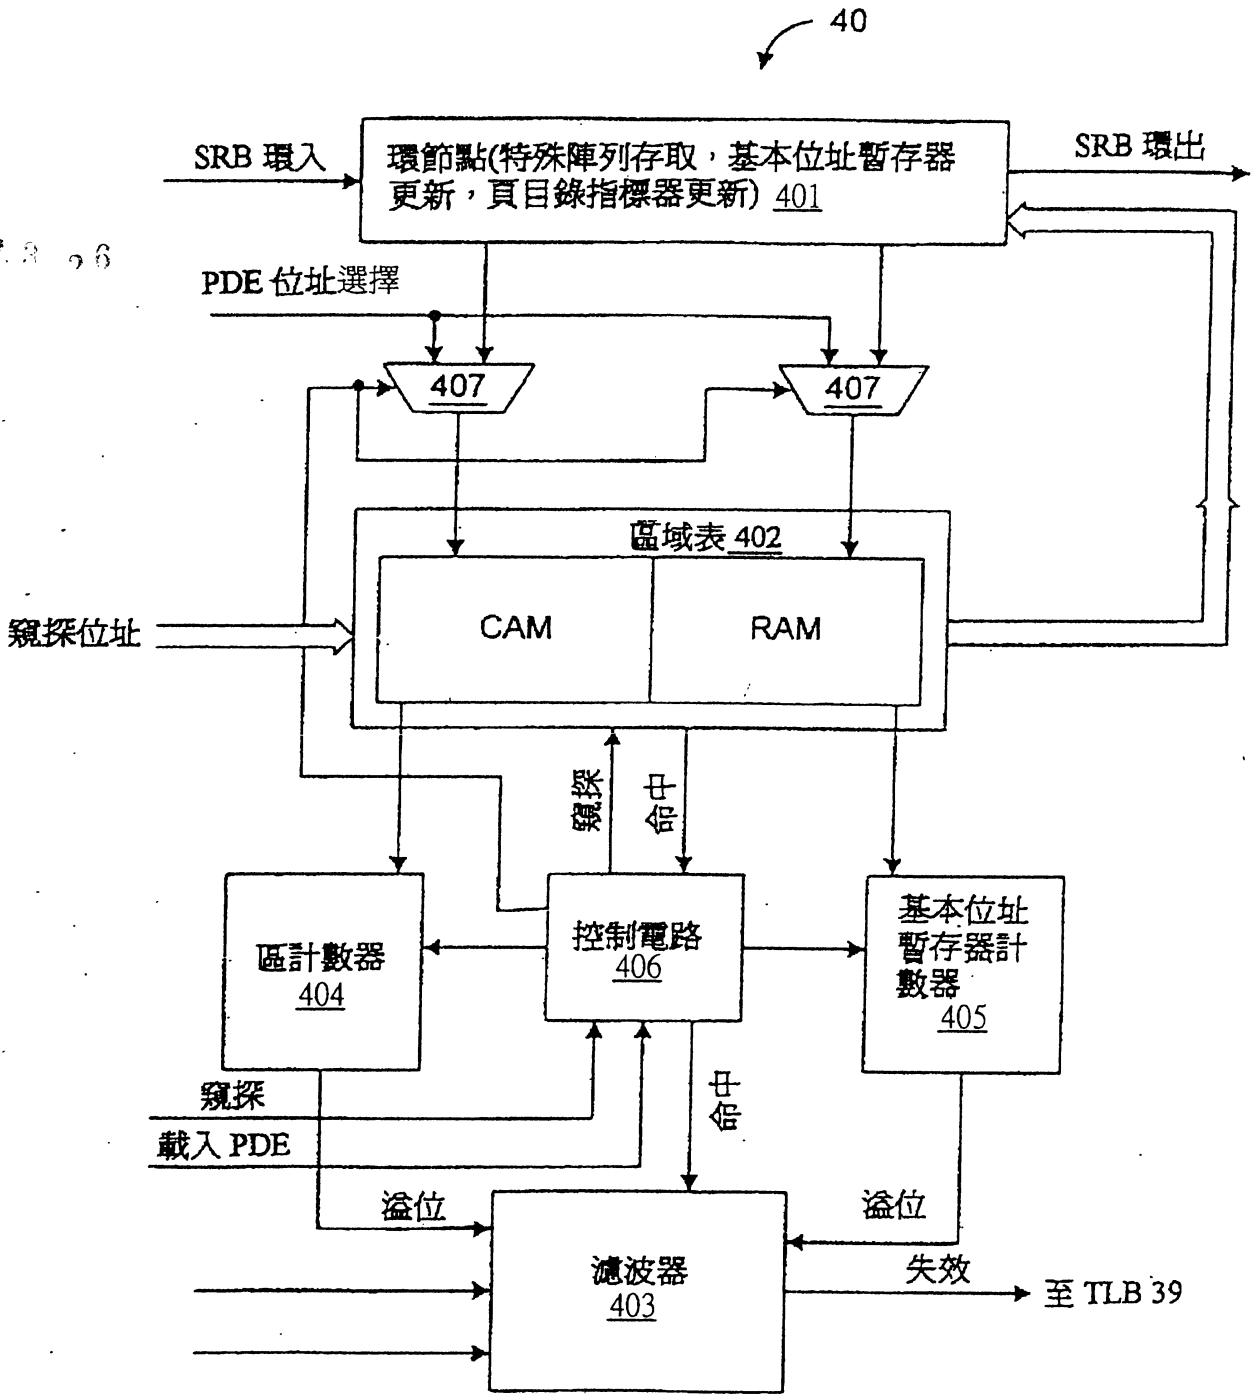 40
SRB 環入
環節點(特殊陣列存取，基本位址暫存器
更新，頁目錄指標器更新) 401
SRB 環出
PDE 位址選擇
407
407
區域表 402
CAM
RAM
窺探位址
窺探
命中
區計數器
404
控制電路
406
基本位址
暫存器計
數器
405
窺探
載入 PDE
命中
溢位
溢位
濾波器
403
失效
至 TLB 39